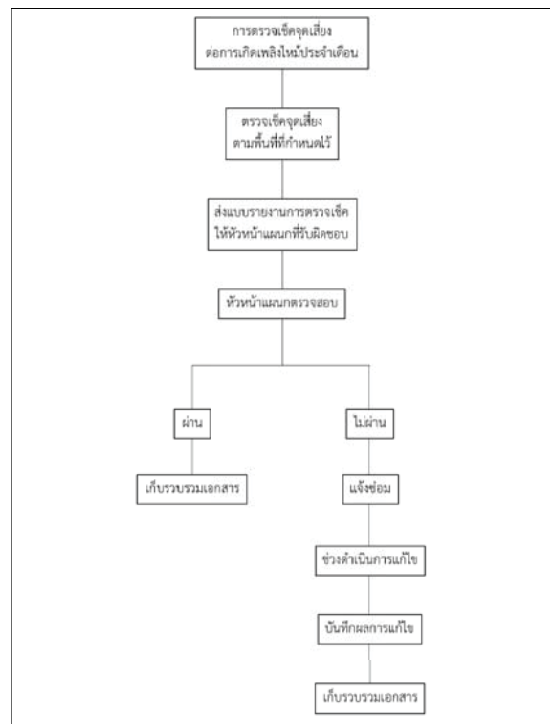 การตรวจเช็คจุดเสี่ยง
ต่อการเกิดเพลิงไหม้ประจำเดือน
ตรวจเช็คจุดเสี่ยง
ตามพื้นที่ที่กำหนดไว้
ส่งแบบรายงานการตรวจเช็ค
ให้หัวหน้าแผนกที่รับผิดชอบ
หัวหน้าแผนกตรวจสอบ
ผ่าน
ไม่ผ่าน
เก็บรวบรวมเอกสาร
แจ้งซ่อม
ช่วงดำเนินการแก้ไข
บันทึกผลการแก้ไข
เก็บรวบรวมเอกสาร